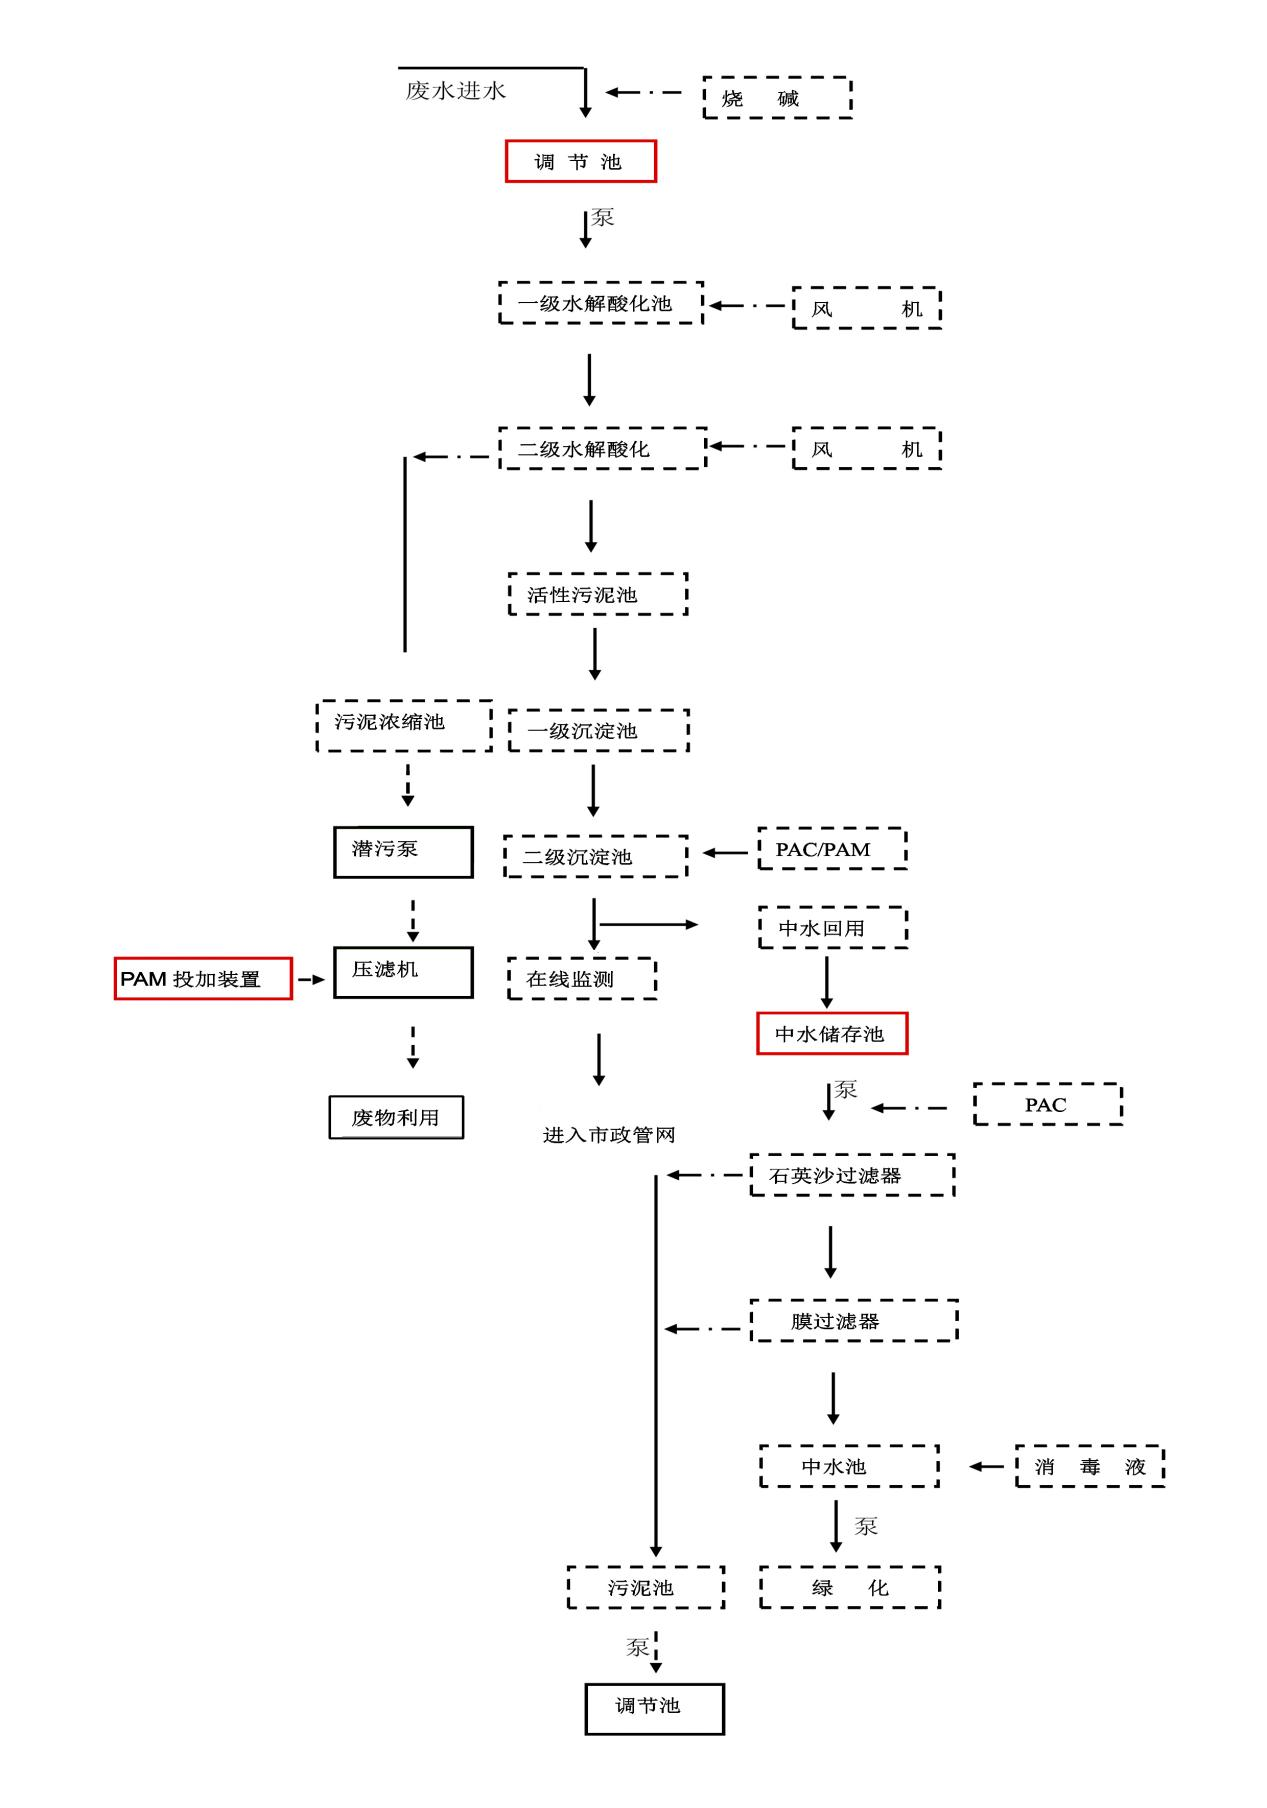 废水进水
烧 碱
调 节 池
泵
一级水解酸化池
风 机
二级水解酸化
风 机
活性污泥池
污泥浓缩池
一级沉淀池
潜污泵
二级沉淀池
PAC/PAM
中水回用
PAM 投加装置
压滤机
在线监测
中水储存池
泵
PAC
废物利用
进入市政管网
石英沙过滤器
膜过滤器
中水池
消 毒 液
泵
污泥池
绿 化
泵
调节池